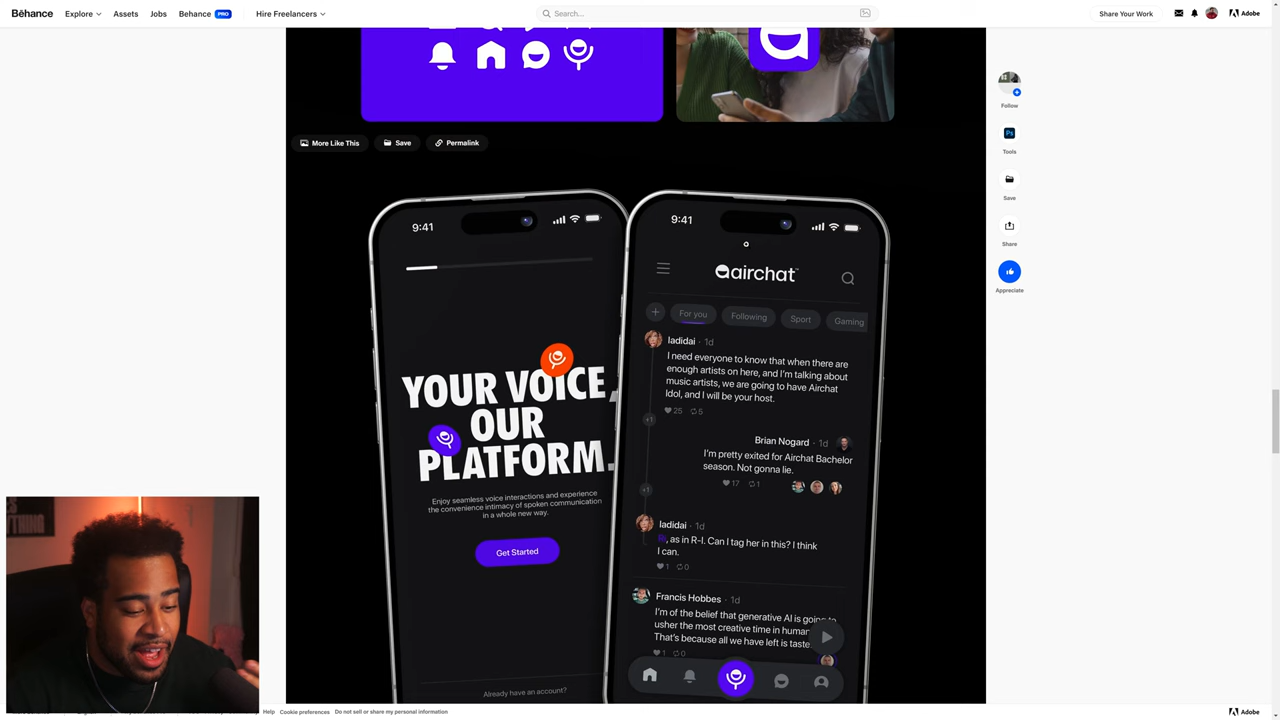 Bēhance
Explore
Assets
Jobs
Behance PRO
Hire Freelancers
Search...
Share Your Work
Adobe
Follow
Ps
Tools
Save
Share
Appreciate
More Like This
Save
Permalink
9:41
YOUR VOICE,
OUR
PLATFORM.
Enjoy seamless voice interactions and experience
the convenience intimacy of spoken communication
in a whole new way.
Get Started
Already have an account?
9:41
airchat™
For you
Following
Sport
Gaming
ladidai · 1d
I need everyone to know that when there are
enough artists on here, and I'm talking about
music artists, we are going to have Airchat
Idol, and I will be your host.
25 5
+1
Brian Nogard · 1d
I'm pretty exited for Airchat Bachelor
season. Not gonna lie.
17 1
+1
ladidai · 1d
, as in R-I. Can I tag her in this? I think
I can.
1 0
Francis Hobbes · 1d
I'm of the belief that generative AI is going to
usher the most creative time in human
That's because all we have left is taste
1 0
Help
Cookie preferences
Do not sell or share my personal information
Adobe